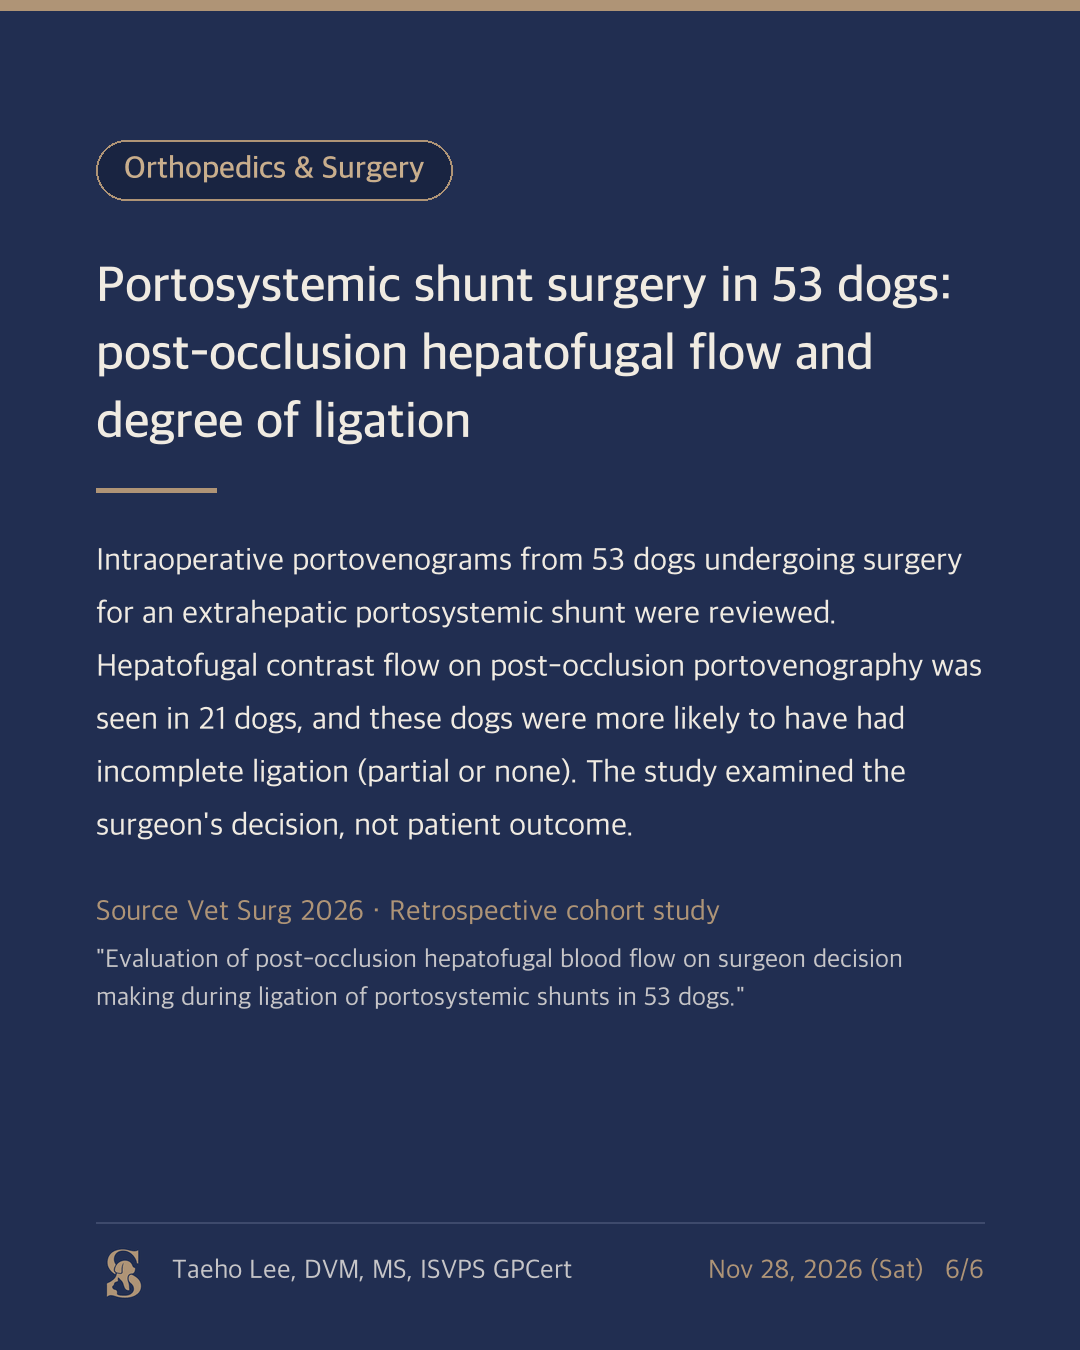 Orthopedics & Surgery
Portosystemic shunt surgery in 53 dogs:
post-occlusion hepatofugal flow and
degree of ligation
Intraoperative portovenograms from 53 dogs undergoing surgery
for an extrahepatic portosystemic shunt were reviewed.
Hepatofugal contrast flow on post-occlusion portovenography was
seen in 21 dogs, and these dogs were more likely to have had
incomplete ligation (partial or none). The study examined the
surgeon's decision, not patient outcome.
Source Vet Surg 2026 · Retrospective cohort study
"Evaluation of post-occlusion hepatofugal blood flow on surgeon decision
making during ligation of portosystemic shunts in 53 dogs."
S Taeho Lee, DVM, MS, ISVPS GPCert Nov 28, 2026 (Sat) 6/6